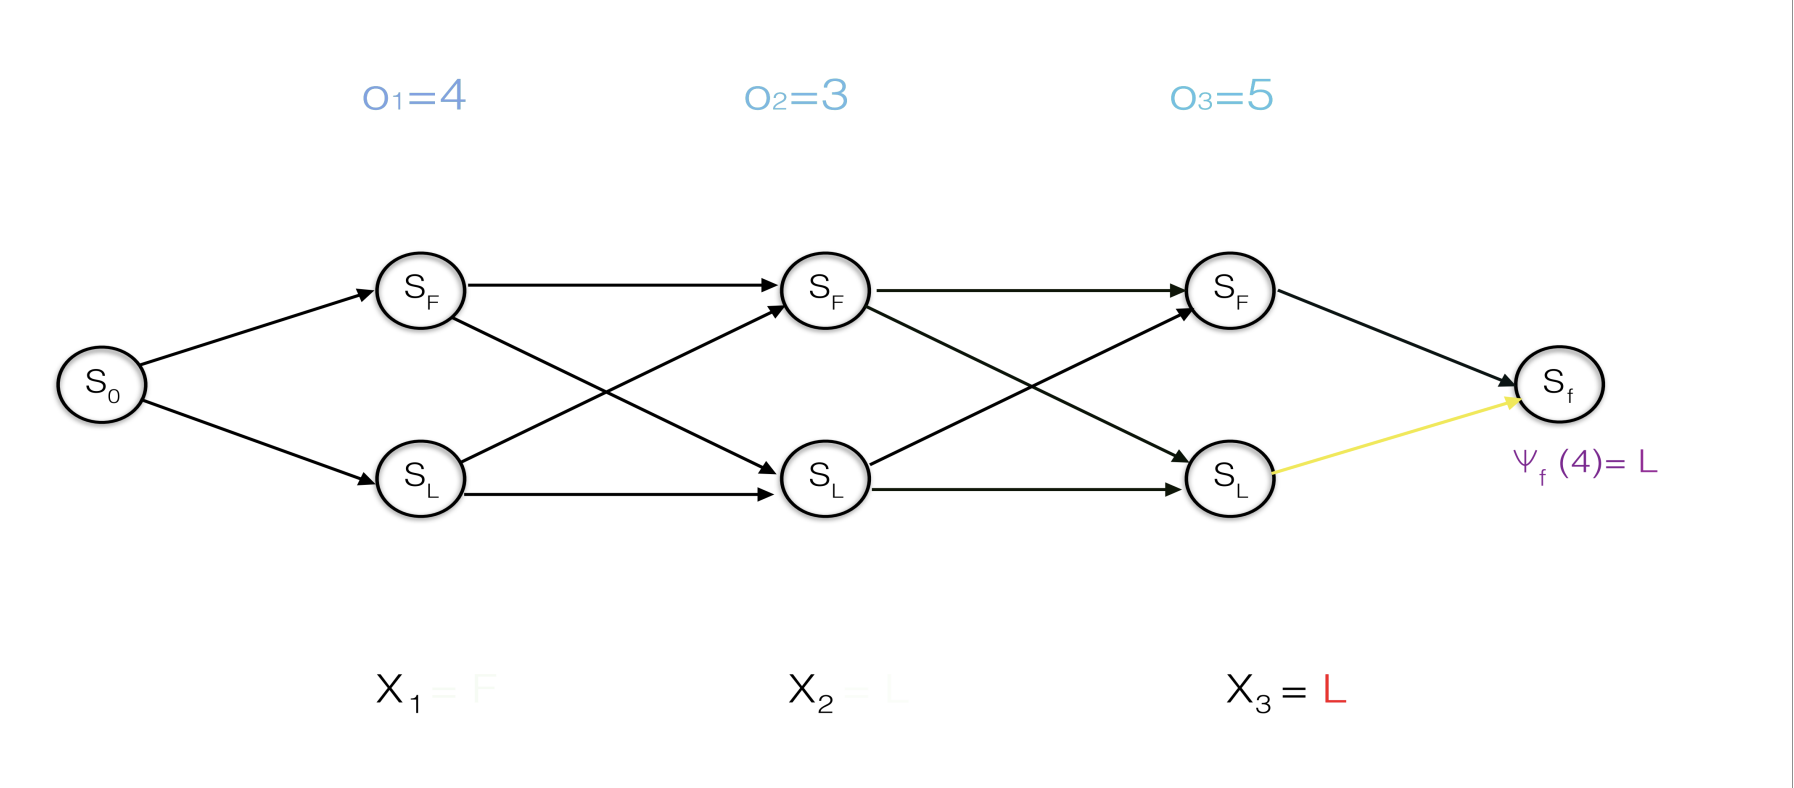 o1=4 o2=3 o3=5
SF SF SF
S0 Sf
Ψf (4)= L
SL SL SL
X1 = F X2 = L X3 = L